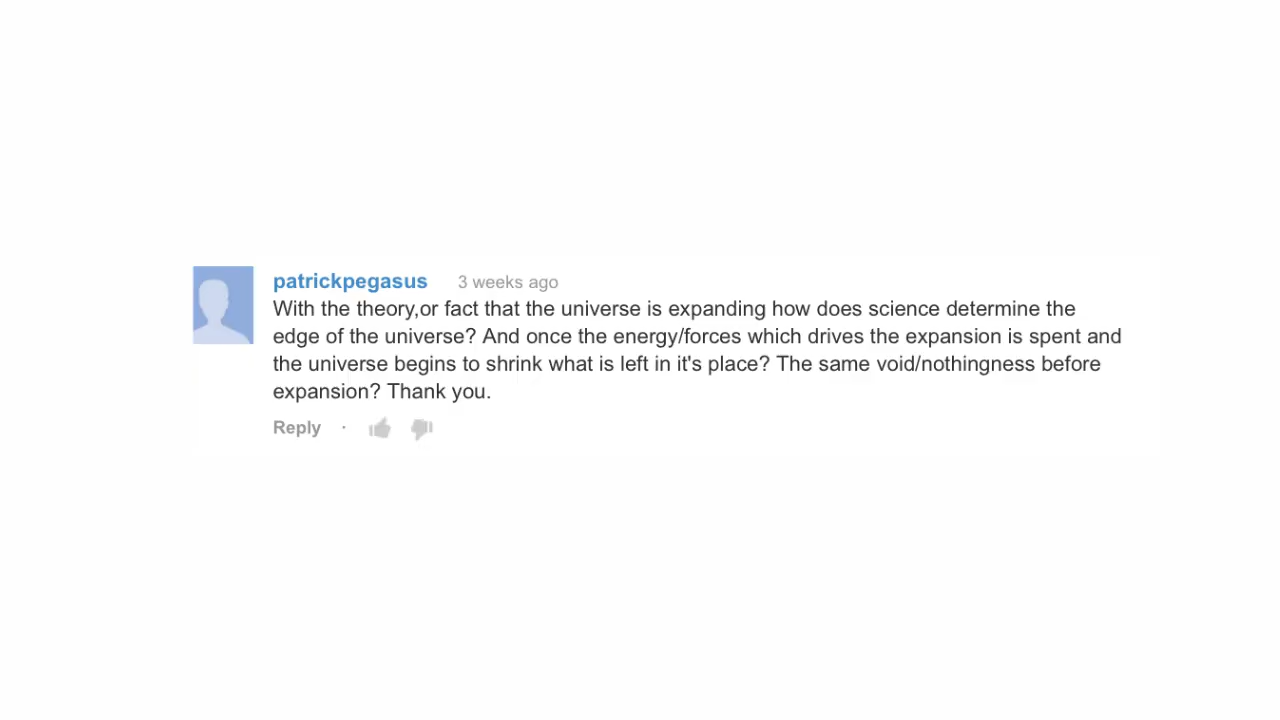 patrickpegasus 3 weeks ago
With the theory,or fact that the universe is expanding how does science determine the
edge of the universe? And once the energy/forces which drives the expansion is spent and
the universe begins to shrink what is left in it's place? The same void/nothingness before
expansion? Thank you.
Reply ·